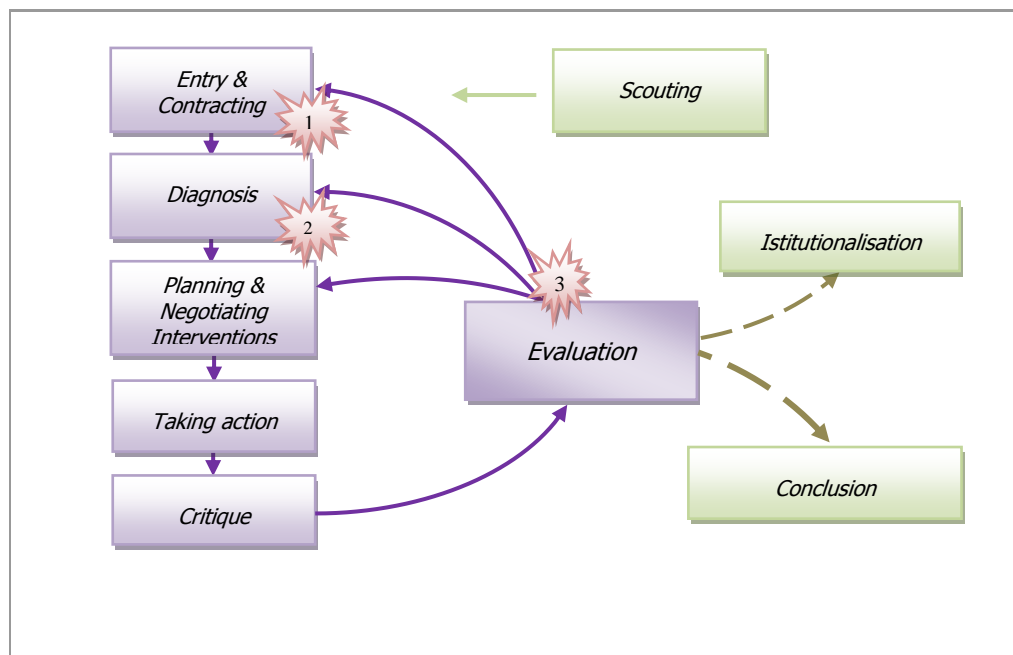 Entry &
Contracting
1
Scouting
Diagnosis
2
Istitutionalisation
Planning &
Negotiating
Interventions
3
Evaluation
Taking action
Critique
Conclusion